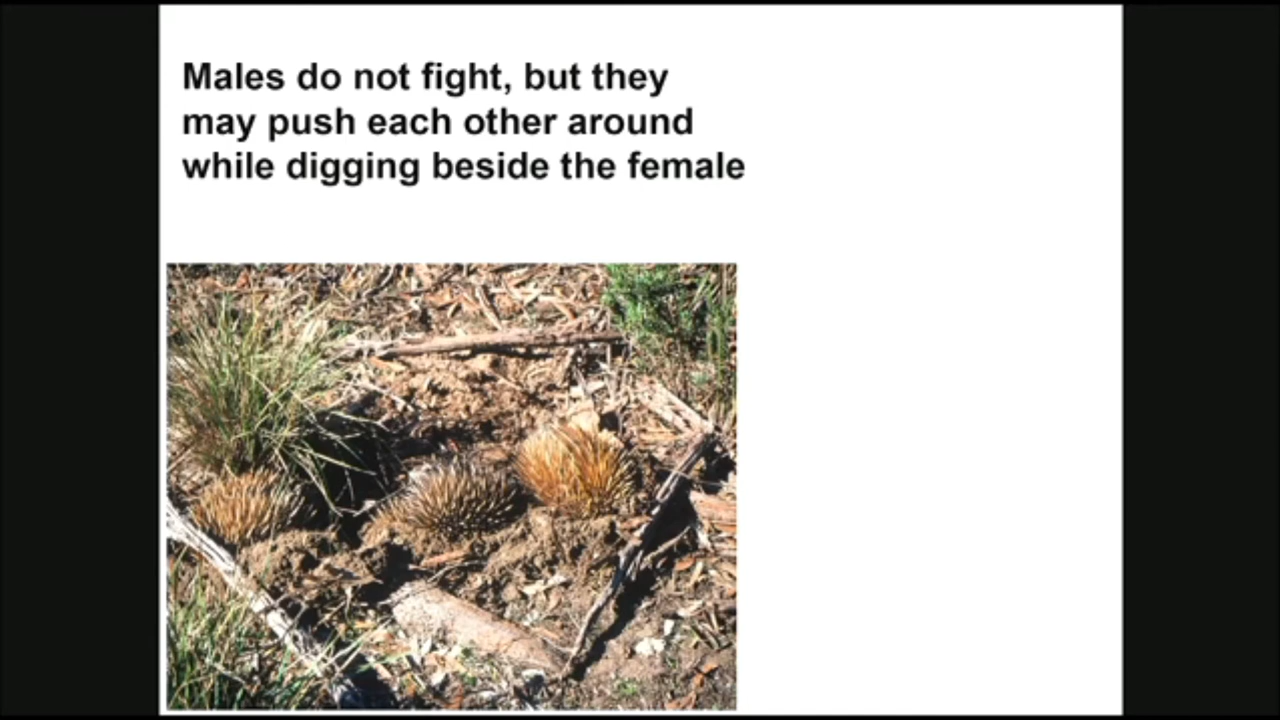 Males do not fight, but they
may push each other around
while digging beside the female